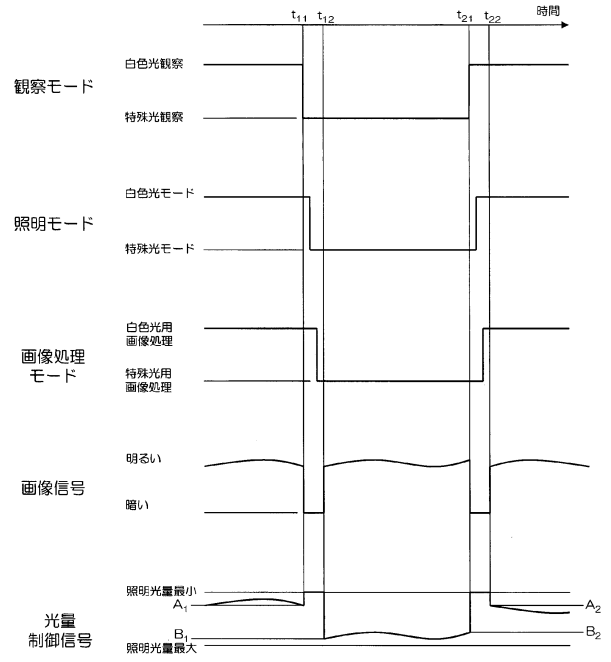 t11 t12 t21 t22 時間
観察モード
白色光観察
特殊光観察
照明モード
白色光モード
特殊光モード
画像処理
モード
白色光用
画像処理
特殊光用
画像処理
画像信号
明るい
暗い
光量
制御信号
照明光量最小
A1 A2
B1 B2
照明光量最大